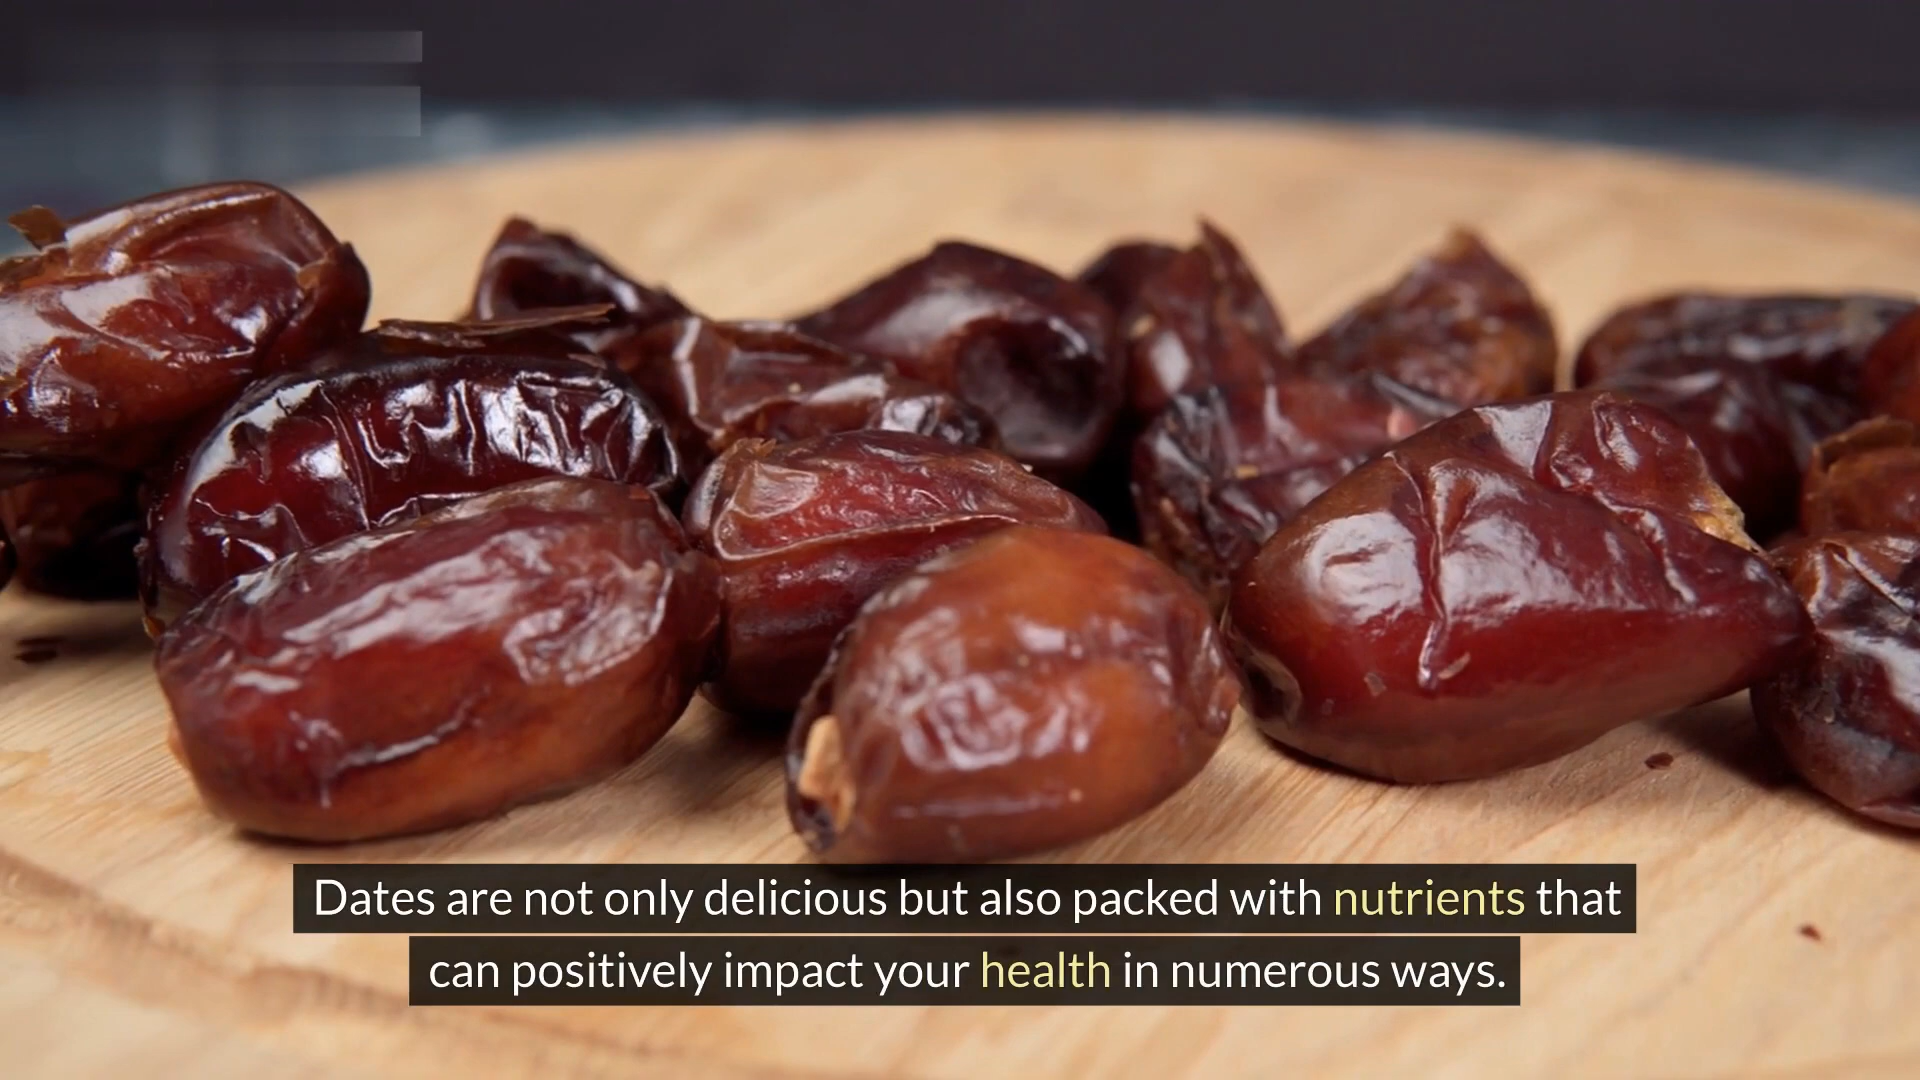 Dates are not only delicious but also packed with nutrients that
can positively impact your health in numerous ways.